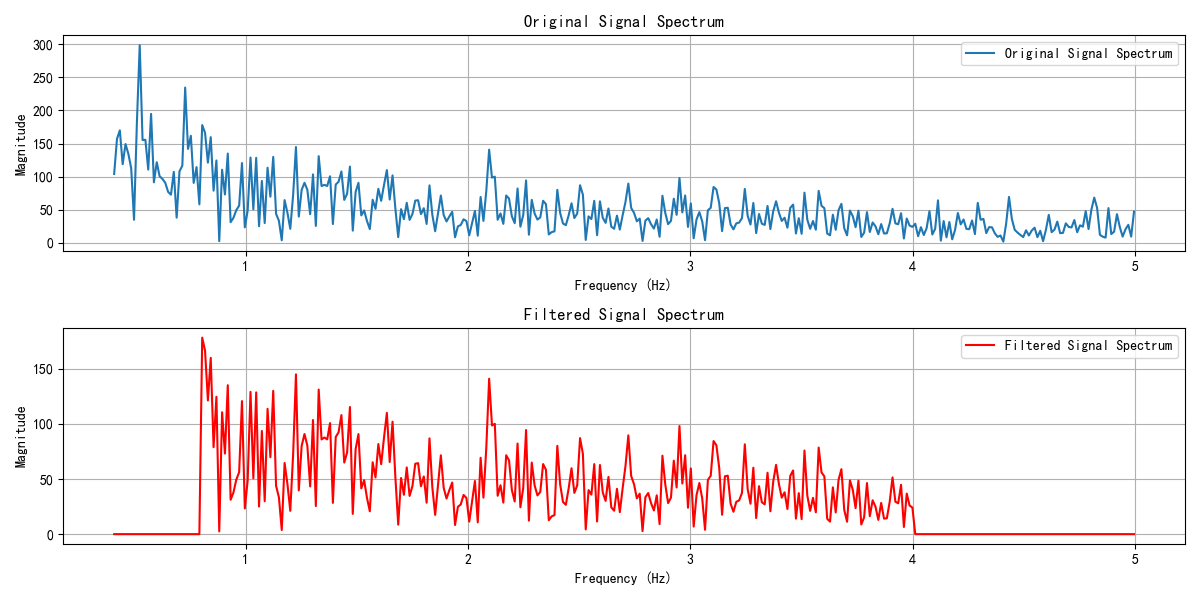 Original Signal Spectrum
300
250
200
150
100
50
0
Magnitude
Original Signal Spectrum
1 2 3 4 5
Frequency (Hz)
Filtered Signal Spectrum
150
100
50
0
Magnitude
Filtered Signal Spectrum
1 2 3 4 5
Frequency (Hz)